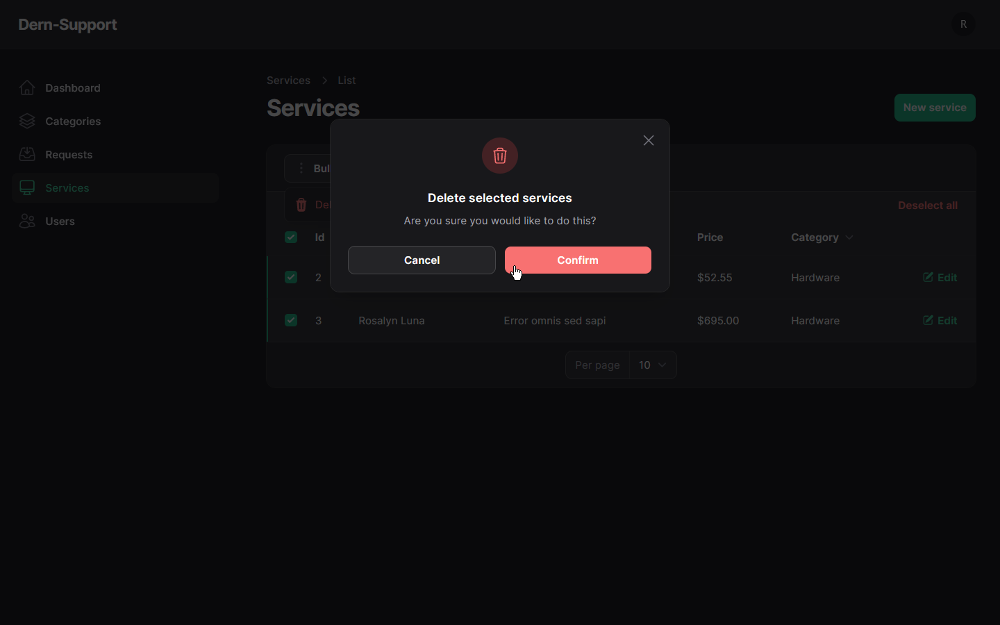 Dern-Support
R
Dashboard
Categories
Requests
Services
Users
Services > List
Services
New service
Bul
Del
Deselect all
Delete selected services
Are you sure you would like to do this?
Cancel
Confirm
Id
Price
Category
2
$52.55
Hardware
Edit
3
Rosalyn Luna
Error omnis sed sapi
$695.00
Hardware
Edit
Per page
10